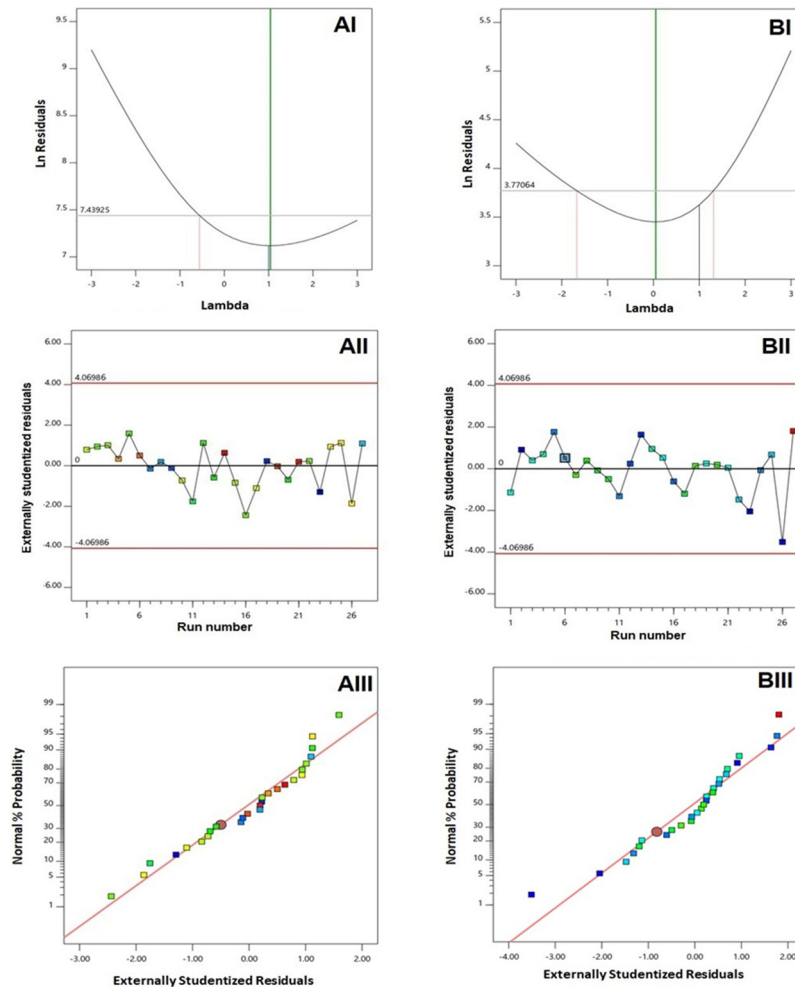 AI
9.5
9
8.5
8
7.5
7
Ln Residuals
7.43925
-3 -2 -1 0 1 2 3
Lambda
BI
5.5
5
4.5
4
3.5
3
Ln Residuals
3.77064
-3 -2 -1 0 1 2 3
Lambda
AII
6.00
4.00
2.00
0.00
-2.00
-4.00
-6.00
Externally studentized residuals
4.06986
0
-4.06986
1 6 11 16 21 26
Run number
BII
6.00
4.00
2.00
0.00
-2.00
-4.00
-6.00
Externally studentized residuals
4.06986
0
-4.06986
1 6 11 16 21 26
Run number
AIII
99
95
90
80
70
50
30
20
10
5
1
Normal % Probability
-3.00 -2.00 -1.00 0.00 1.00 2.00
Externally Studentized Residuals
BIII
99
95
90
80
70
50
30
20
10
5
1
Normal % Probability
-4.00 -3.00 -2.00 -1.00 0.00 1.00 2.00
Externally Studentized Residuals